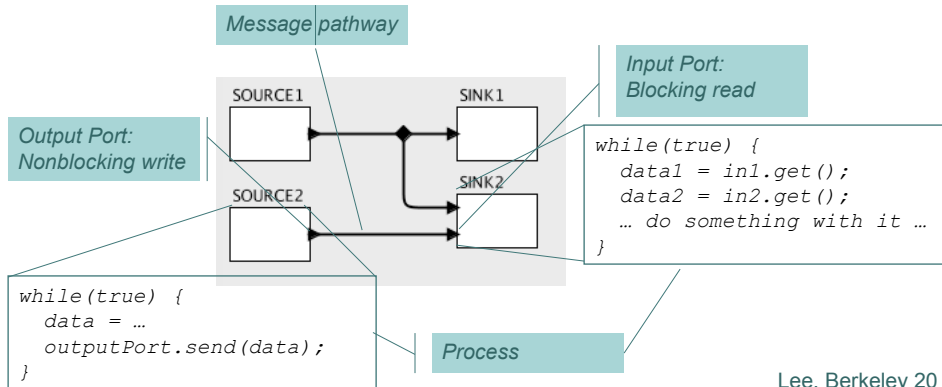 Message pathway
Input Port:
Blocking read
SOURCE1
SINK1
Output Port:
Nonblocking write
while(true) {
data1 = in1.get();
data2 = in2.get();
… do something with it …
}
SINK2
SOURCE2
while(true) {
data = …
outputPort.send(data);
}
Process
Lee, Berkeley 20